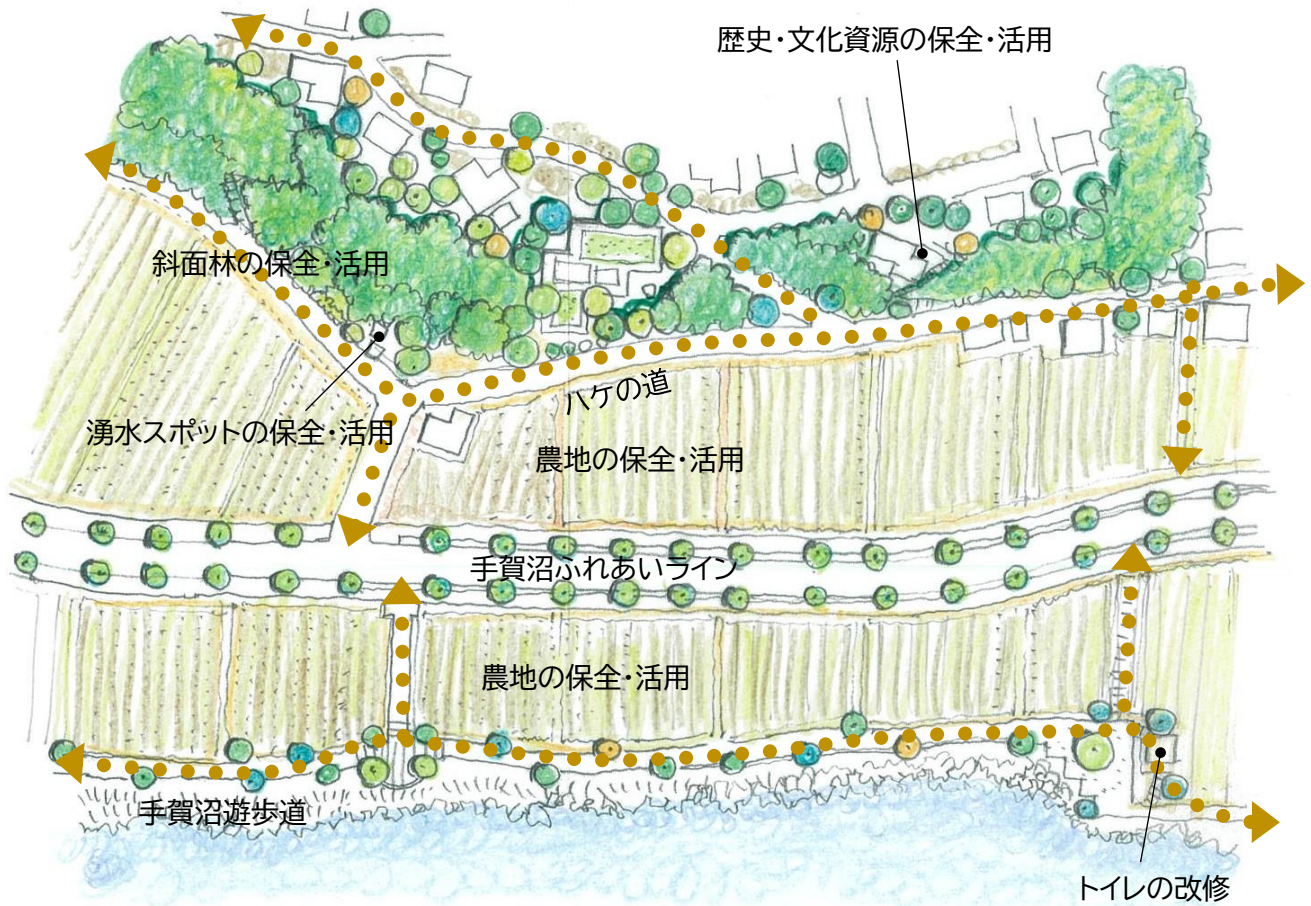 歴史・文化資源の保全・活用
斜面林の保全・活用
ハケの道
湧水スポットの保全・活用
農地の保全・活用
手賀沼ふれあいライン
農地の保全・活用
手賀沼遊歩道
トイレの改修